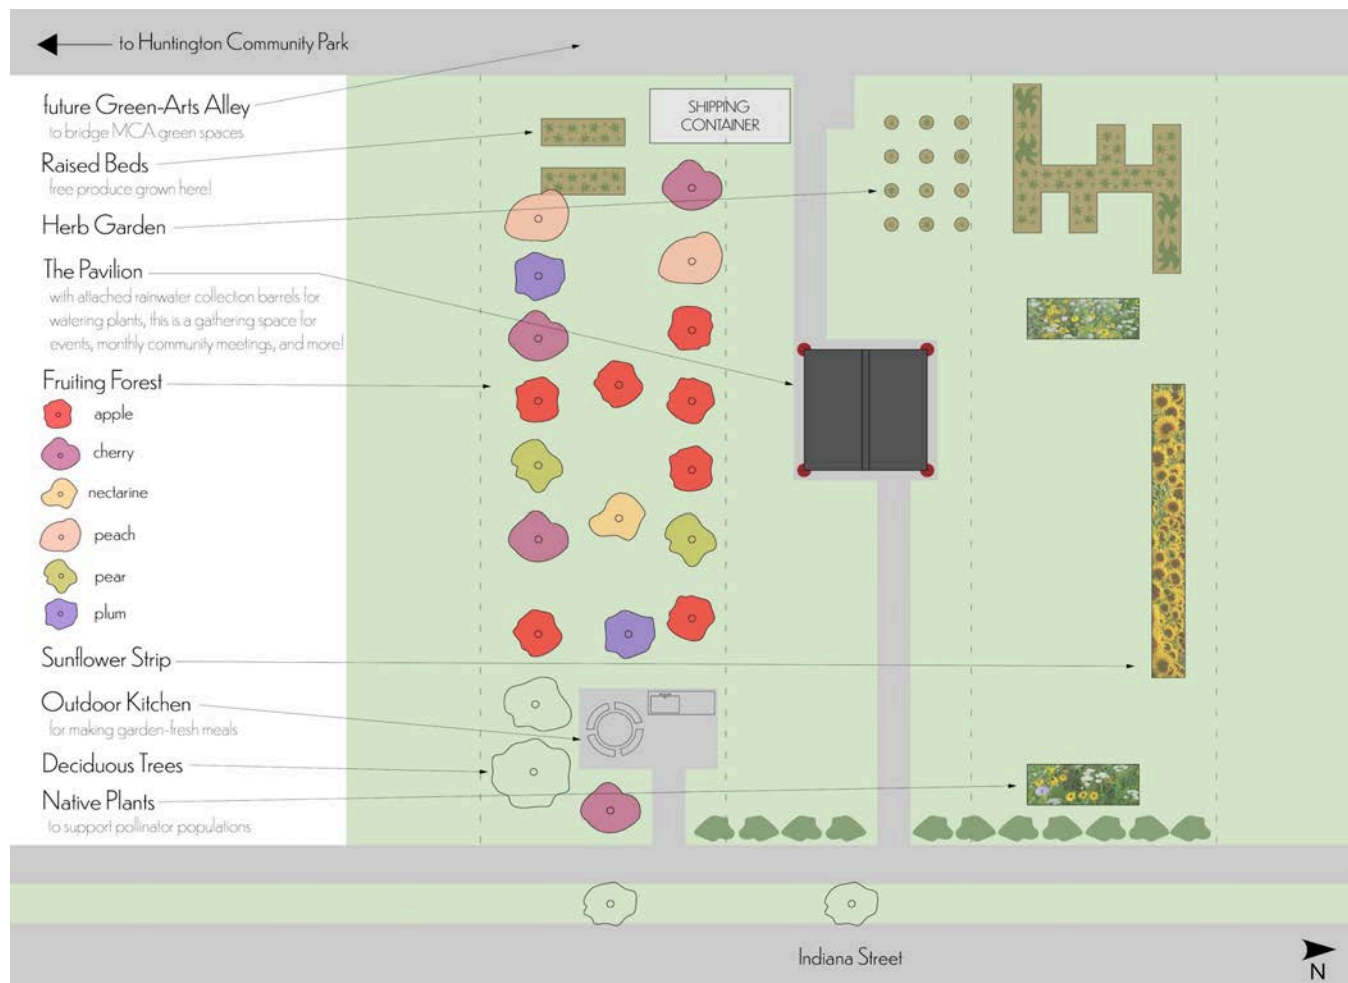 to Huntington Community Park
future Green-Arts Alley
to bridge MCA green spaces
SHIPPING
CONTAINER
Raised Beds
free produce grown here!
Herb Garden
The Pavilion
with attached rainwater collection barrels for
watering plants, this is a gathering space for
events, monthly community meetings, and more!
Fruiting Forest
apple
cherry
nectarine
peach
pear
plum
Sunflower Strip
Outdoor Kitchen
for making garden-fresh meals
Deciduous Trees
Native Plants
to support pollinator populations
Indiana Street
N